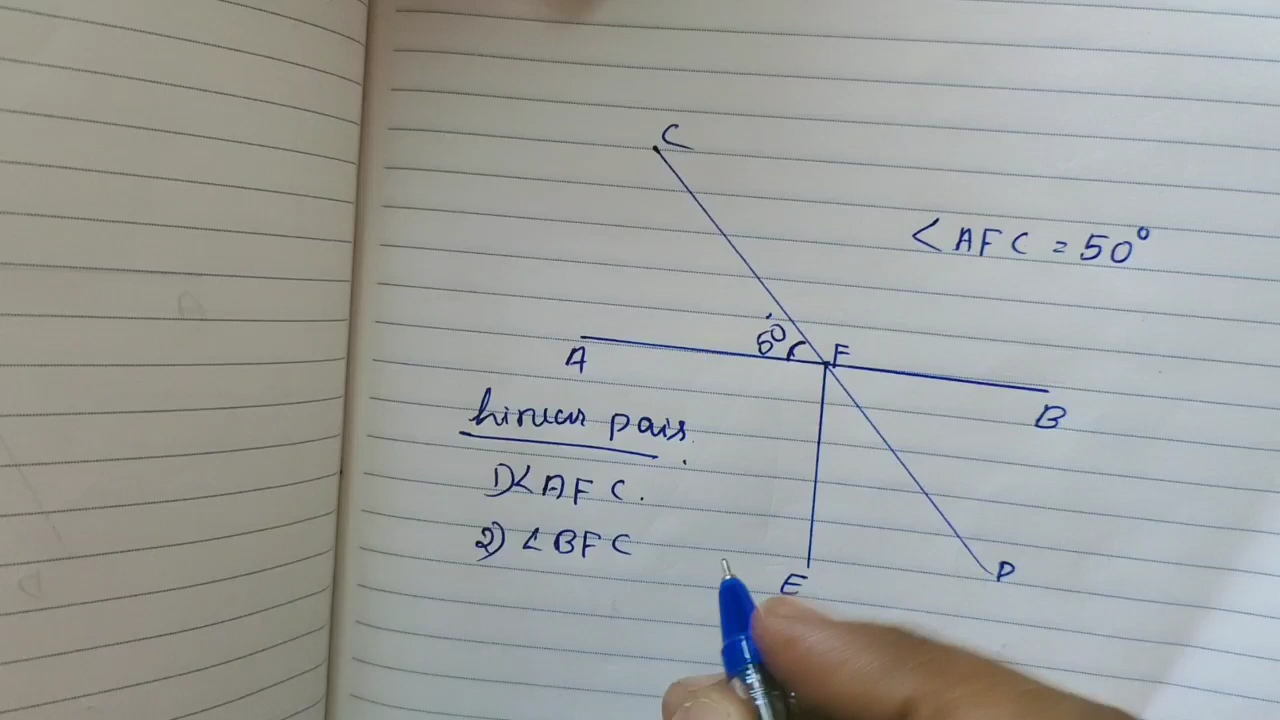 C
< AFC = 50°
50
A
F
B
Linear pair
1) < AFC.
2) < BFC
E
D